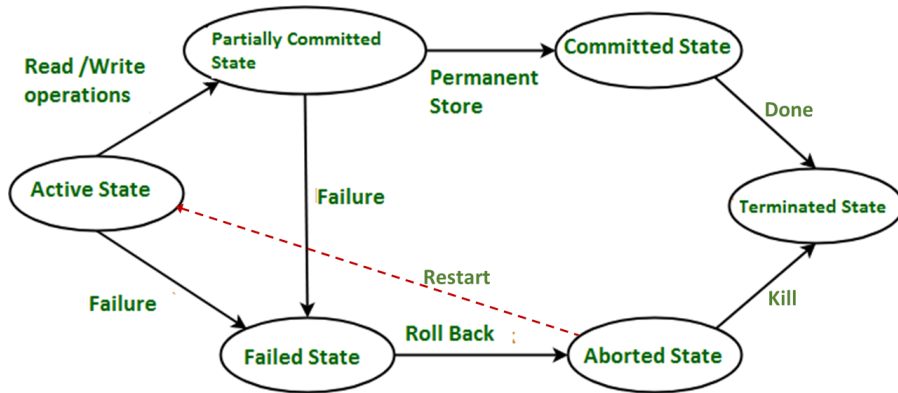 Partially Committed
State
Committed State
Read /Write
operations
Permanent
Store
Done
Active State
Failure
Terminated State
Restart
Failure
Kill
Roll Back
Failed State
Aborted State